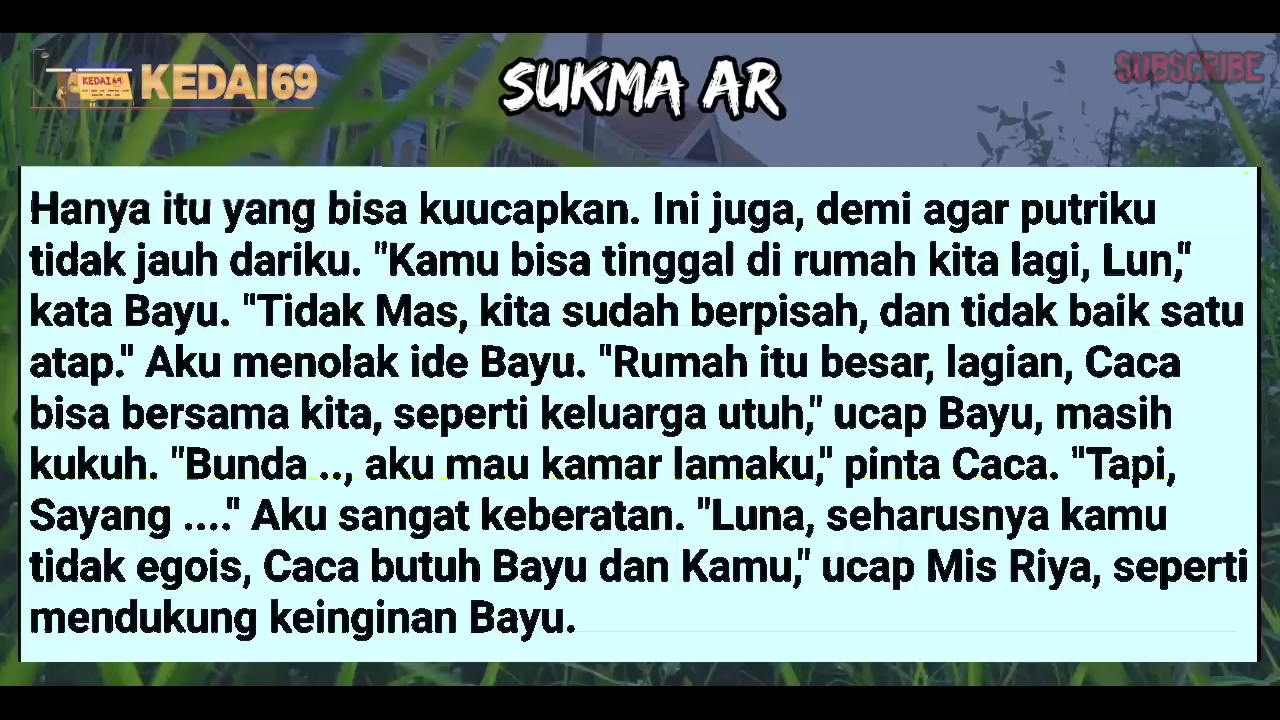 KEDAI 69
KEDAI69
SUKMA AR
SUBSCRIBE
Hanya itu yang bisa kuucapkan. Ini juga, demi agar putriku
tidak jauh dariku. "Kamu bisa tinggal di rumah kita lagi, Lun,"
kata Bayu. "Tidak Mas, kita sudah berpisah, dan tidak baik satu
atap." Aku menolak ide Bayu. "Rumah itu besar, lagian, Caca
bisa bersama kita, seperti keluarga utuh," ucap Bayu, masih
kukuh. "Bunda .., aku mau kamar lamaku," pinta Caca. "Tapi,
Sayang ...." Aku sangat keberatan. "Luna, seharusnya kamu
tidak egois, Caca butuh Bayu dan Kamu," ucap Mis Riya, seperti
mendukung keinginan Bayu.